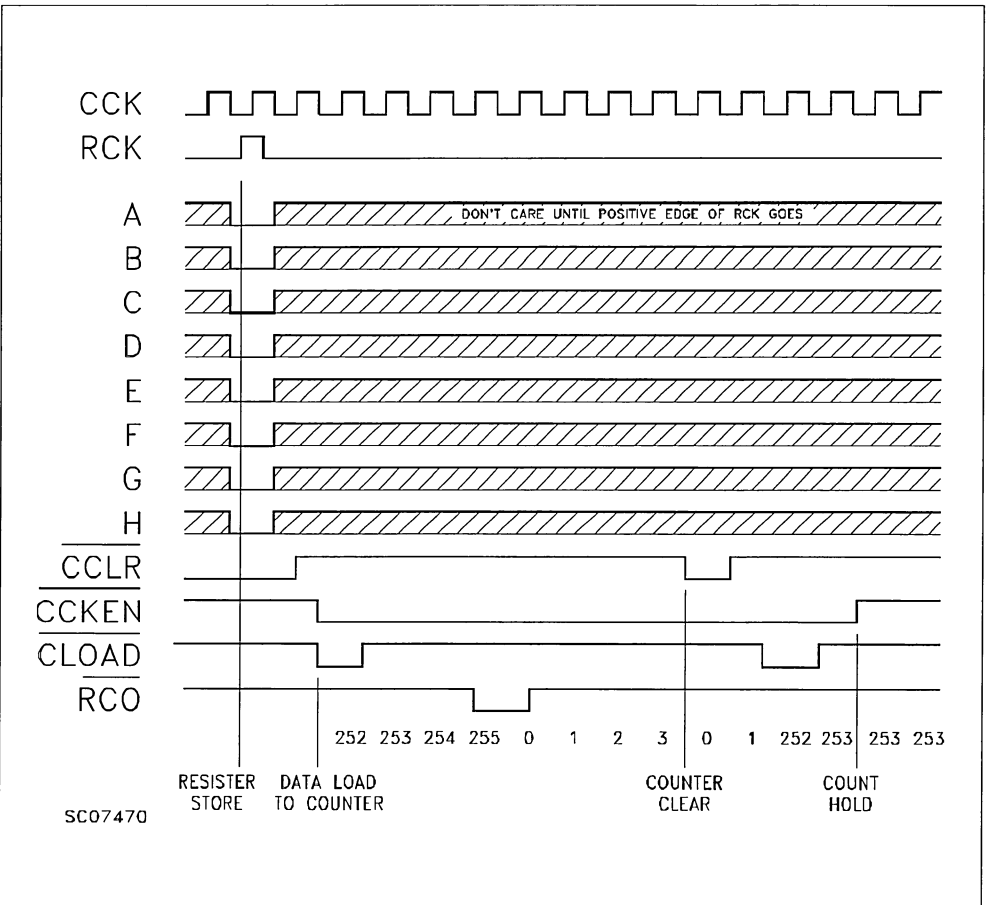 CCK
RCK
A DON'T CARE UNTIL POSITIVE EDGE OF RCK GOES
B
C
D
E
F
G
H
CCLR
CCKEN
CLOAD
RCO
252 253 254 255 0 1 2 3 0 1 252 253 253 253
RESISTER STORE
DATA LOAD TO COUNTER
COUNTER CLEAR
COUNT HOLD
SC07470